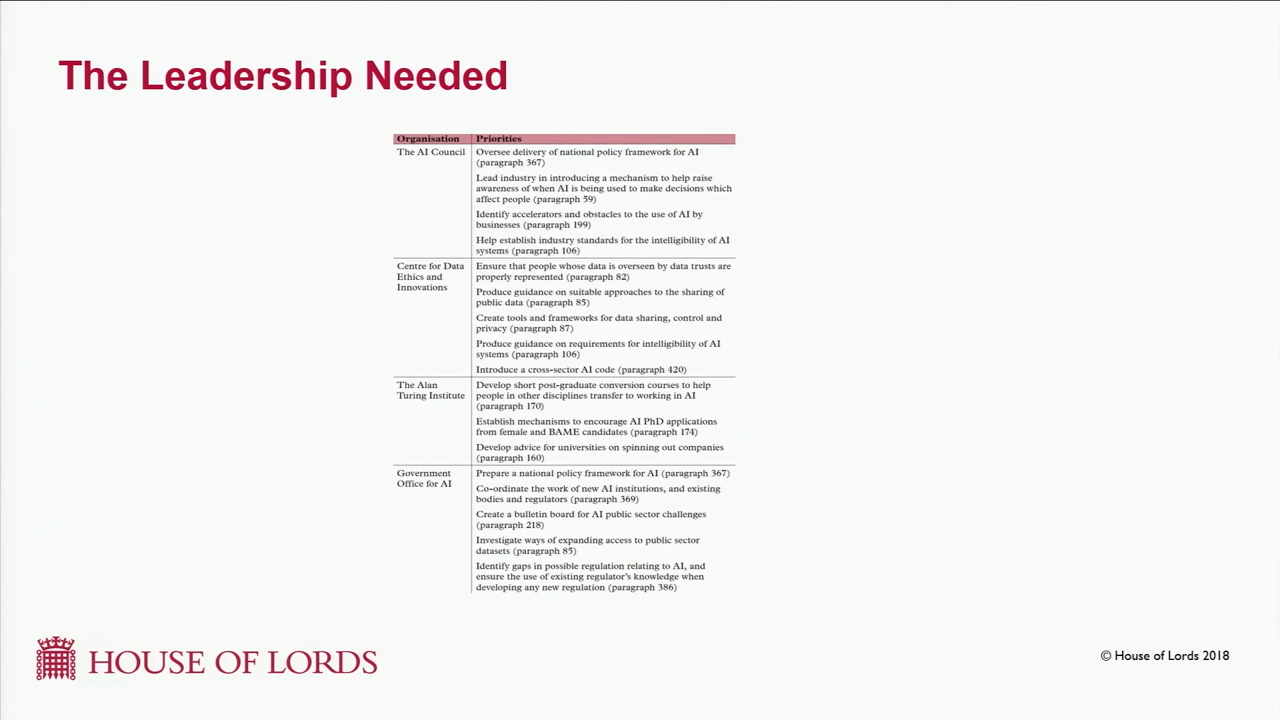 The Leadership Needed
Organisation Priorities
The AI Council Oversee delivery of national policy framework for AI
(paragraph 367)
Lead industry in introducing a mechanism to help raise
awareness of when AI is being used to make decisions which
affect people (paragraph 59)
Identify accelerators and obstacles to the use of AI by
businesses (paragraph 199)
Help establish industry standards for the intelligibility of AI
systems (paragraph 106)
Centre for Data Ensure that people whose data is overseen by data trusts are
Ethics and properly represented (paragraph 82)
Innovations
Produce guidance on suitable approaches to the sharing of
public data (paragraph 85)
Create tools and frameworks for data sharing, control and
privacy (paragraph 87)
Produce guidance on requirements for intelligibility of AI
systems (paragraph 106)
Introduce a cross-sector AI code (paragraph 420)
The Alan Develop short post-graduate conversion courses to help
Turing Institute people in other disciplines transfer to working in AI
(paragraph 170)
Establish mechanisms to encourage AI PhD applications
from female and BAME candidates (paragraph 174)
Develop advice for universities on spinning out companies
(paragraph 160)
Government Prepare a national policy framework for AI (paragraph 367)
Office for AI
Co-ordinate the work of new AI institutions, and existing
bodies and regulators (paragraph 369)
Create a bulletin board for AI public sector challenges
(paragraph 218)
Investigate ways of expanding access to public sector
datasets (paragraph 85)
Identify gaps in possible regulation relating to AI, and
ensure the use of existing regulator's knowledge when
developing any new regulation (paragraph 386)
HOUSE OF LORDS
© House of Lords 2018